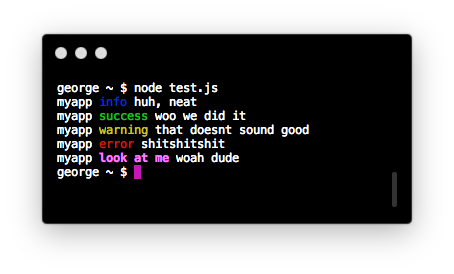 george ~ $ node test.js
myapp info huh, neat
myapp success woo we did it
myapp warning that doesnt sound good
myapp error shitshitshit
myapp look at me woah dude
george ~ $